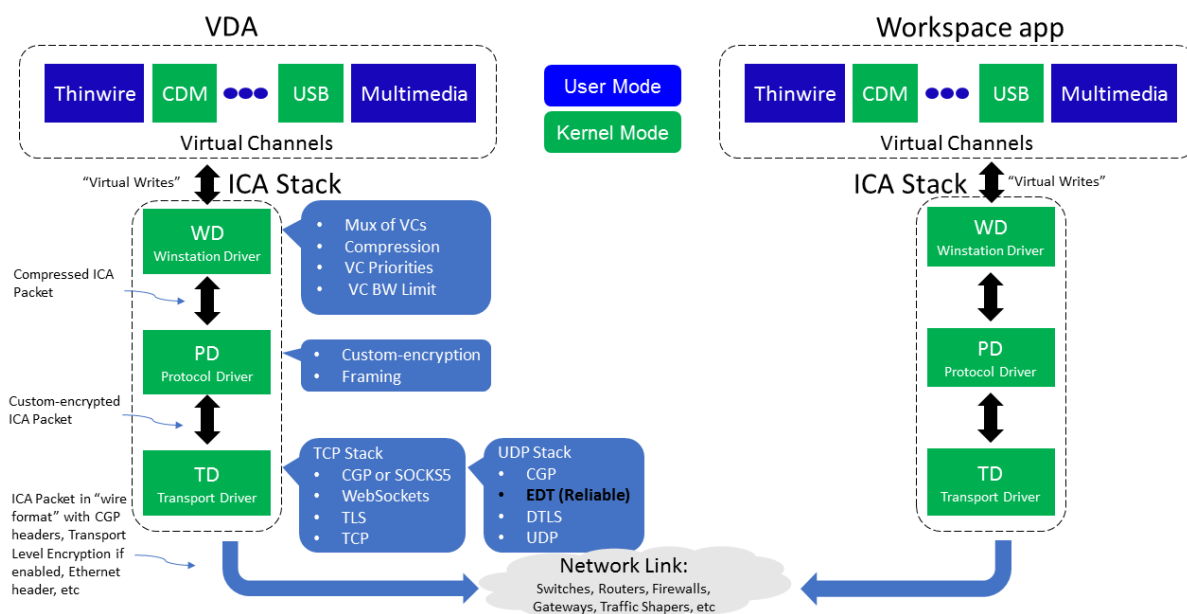 VDA
Thinwire
CDM
USB
Multimedia
Virtual Channels
User Mode
Kernel Mode
Workspace app
Thinwire
CDM
USB
Multimedia
Virtual Channels
“Virtual Writes”
ICA Stack
WD
Winstation Driver
• Mux of VCs
• Compression
• VC Priorities
• VC BW Limit
Compressed ICA
Packet
PD
Protocol Driver
• Custom-encryption
• Framing
Custom-encrypted
ICA Packet
TD
Transport Driver
TCP Stack
• CGP or SOCKS5
• WebSockets
• TLS
• TCP
UDP Stack
• CGP
• EDT (Reliable)
• DTLS
• UDP
ICA Packet in “wire
format” with CGP
headers, Transport
Level Encryption if
enabled, Ethernet
header, etc
Network Link:
Switches, Routers, Firewalls,
Gateways, Traffic Shapers, etc
ICA Stack
“Virtual Writes”
WD
Winstation Driver
PD
Protocol Driver
TD
Transport Driver